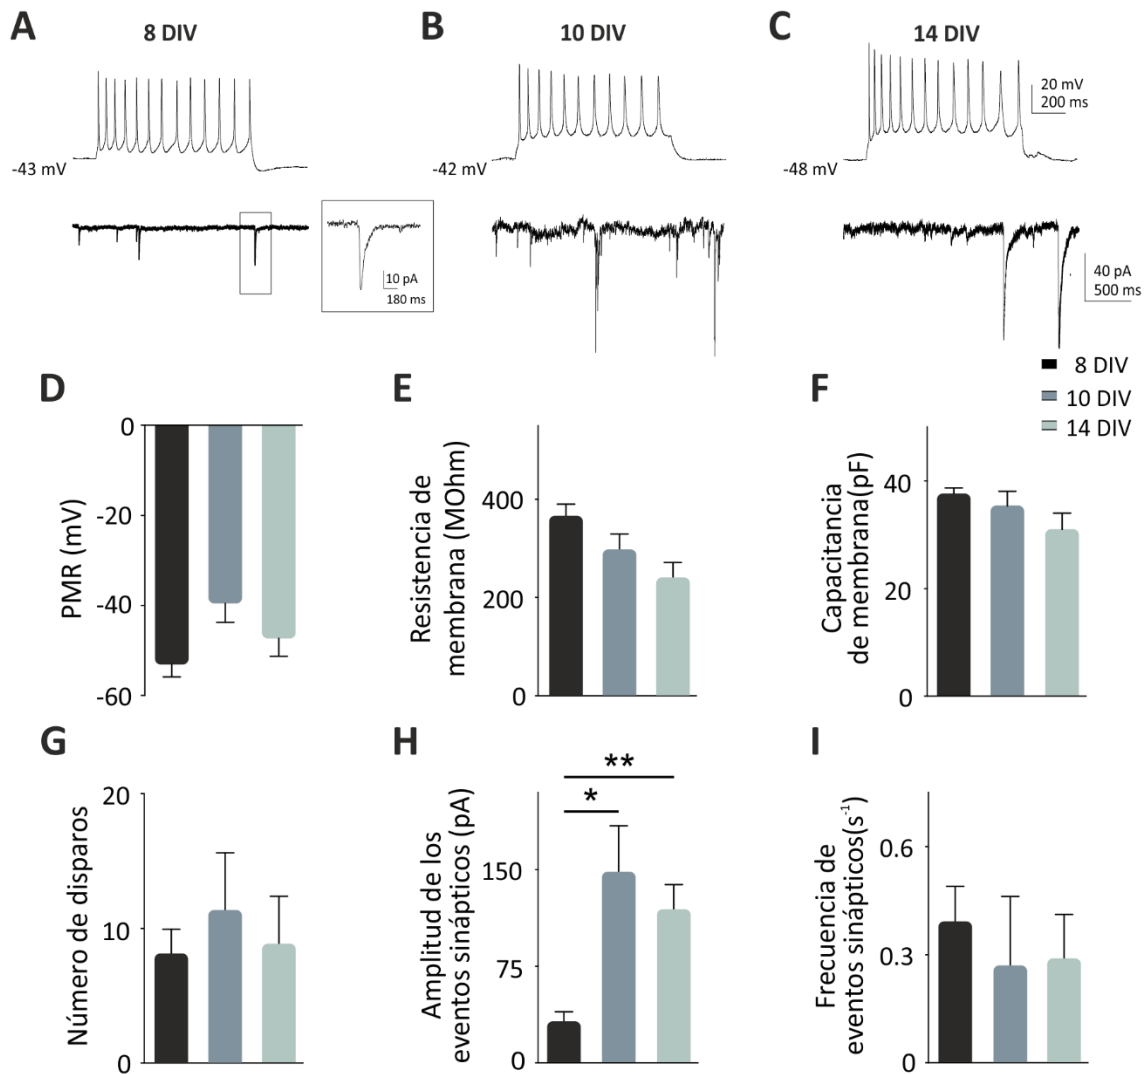 A
8 DIV
B
10 DIV
C
14 DIV
20 mV
200 ms
-43 mV
-42 mV
-48 mV
10 pA
180 ms
40 pA
500 ms
8 DIV
10 DIV
14 DIV
D
0
-20
-40
-60
PMR (mV)
E
400
200
0
Resistencia de
membrana (MOhm)
F
40
20
0
Capacitancia
de membrana(pF)
G
20
10
0
Número de disparos
H
**
*
150
75
0
Amplitud de los
eventos sinápticos (pA)
I
0.6
0.3
0
Frecuencia de
eventos sinápticos(s⁻¹)